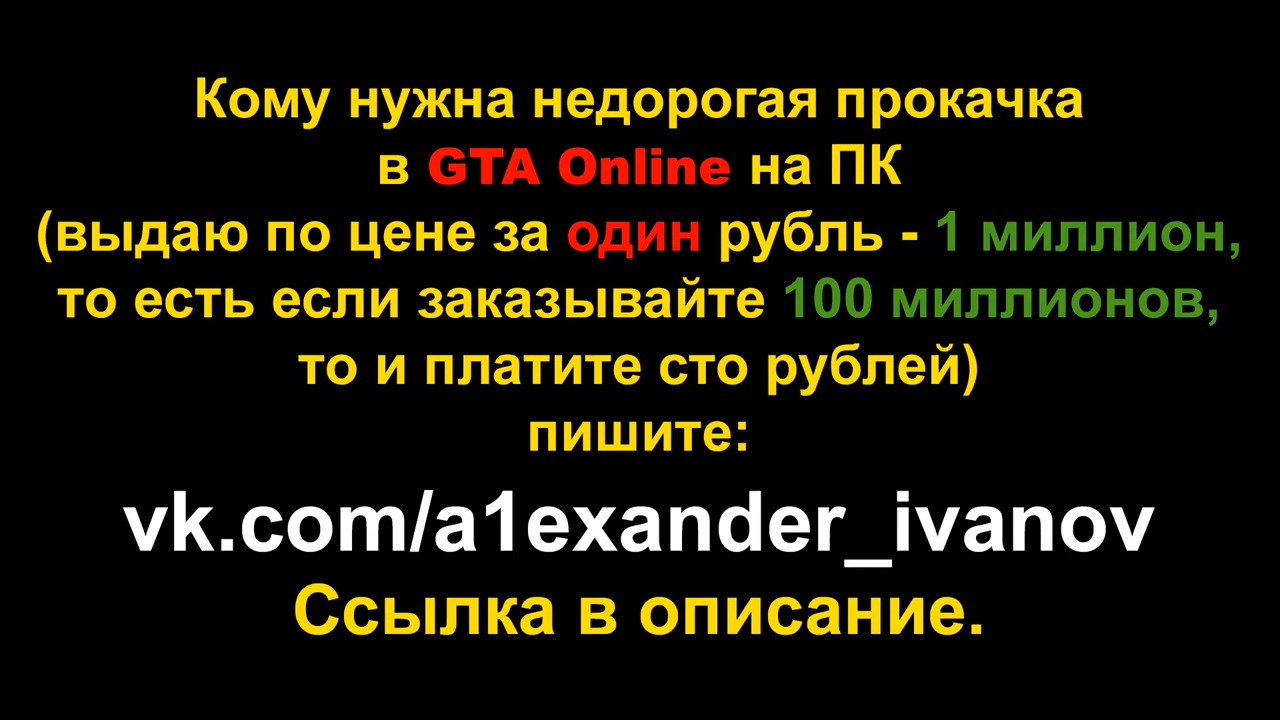 Кому нужна недорогая прокачка
в GTA Online на ПК
(выдаю по цене за один рубль - 1 миллион,
то есть если заказывайте 100 миллионов,
то и платите сто рублей)
пишите:
vk.com/a1exander_ivanov
Ссылка в описание.